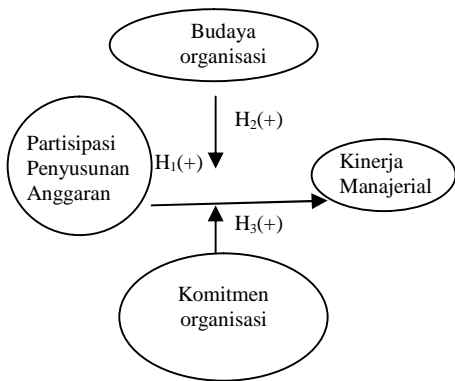 Budaya
organisasi
H₂(+)
Partisipasi
Penyusunan
Anggaran
H₁(+)
Kinerja
Manajerial
H₃(+)
Komitmen
organisasi